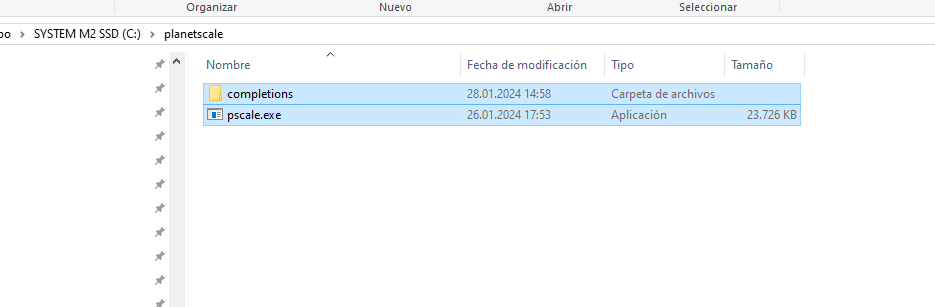 Organizar Nuevo Abrir Seleccionar
SYSTEM M2 SSD (C:) planetscale
Nombre Fecha de modificación Tipo Tamaño
completions 28.01.2024 14:58 Carpeta de archivos
pscale.exe 26.01.2024 17:53 Aplicación 23.726 KB